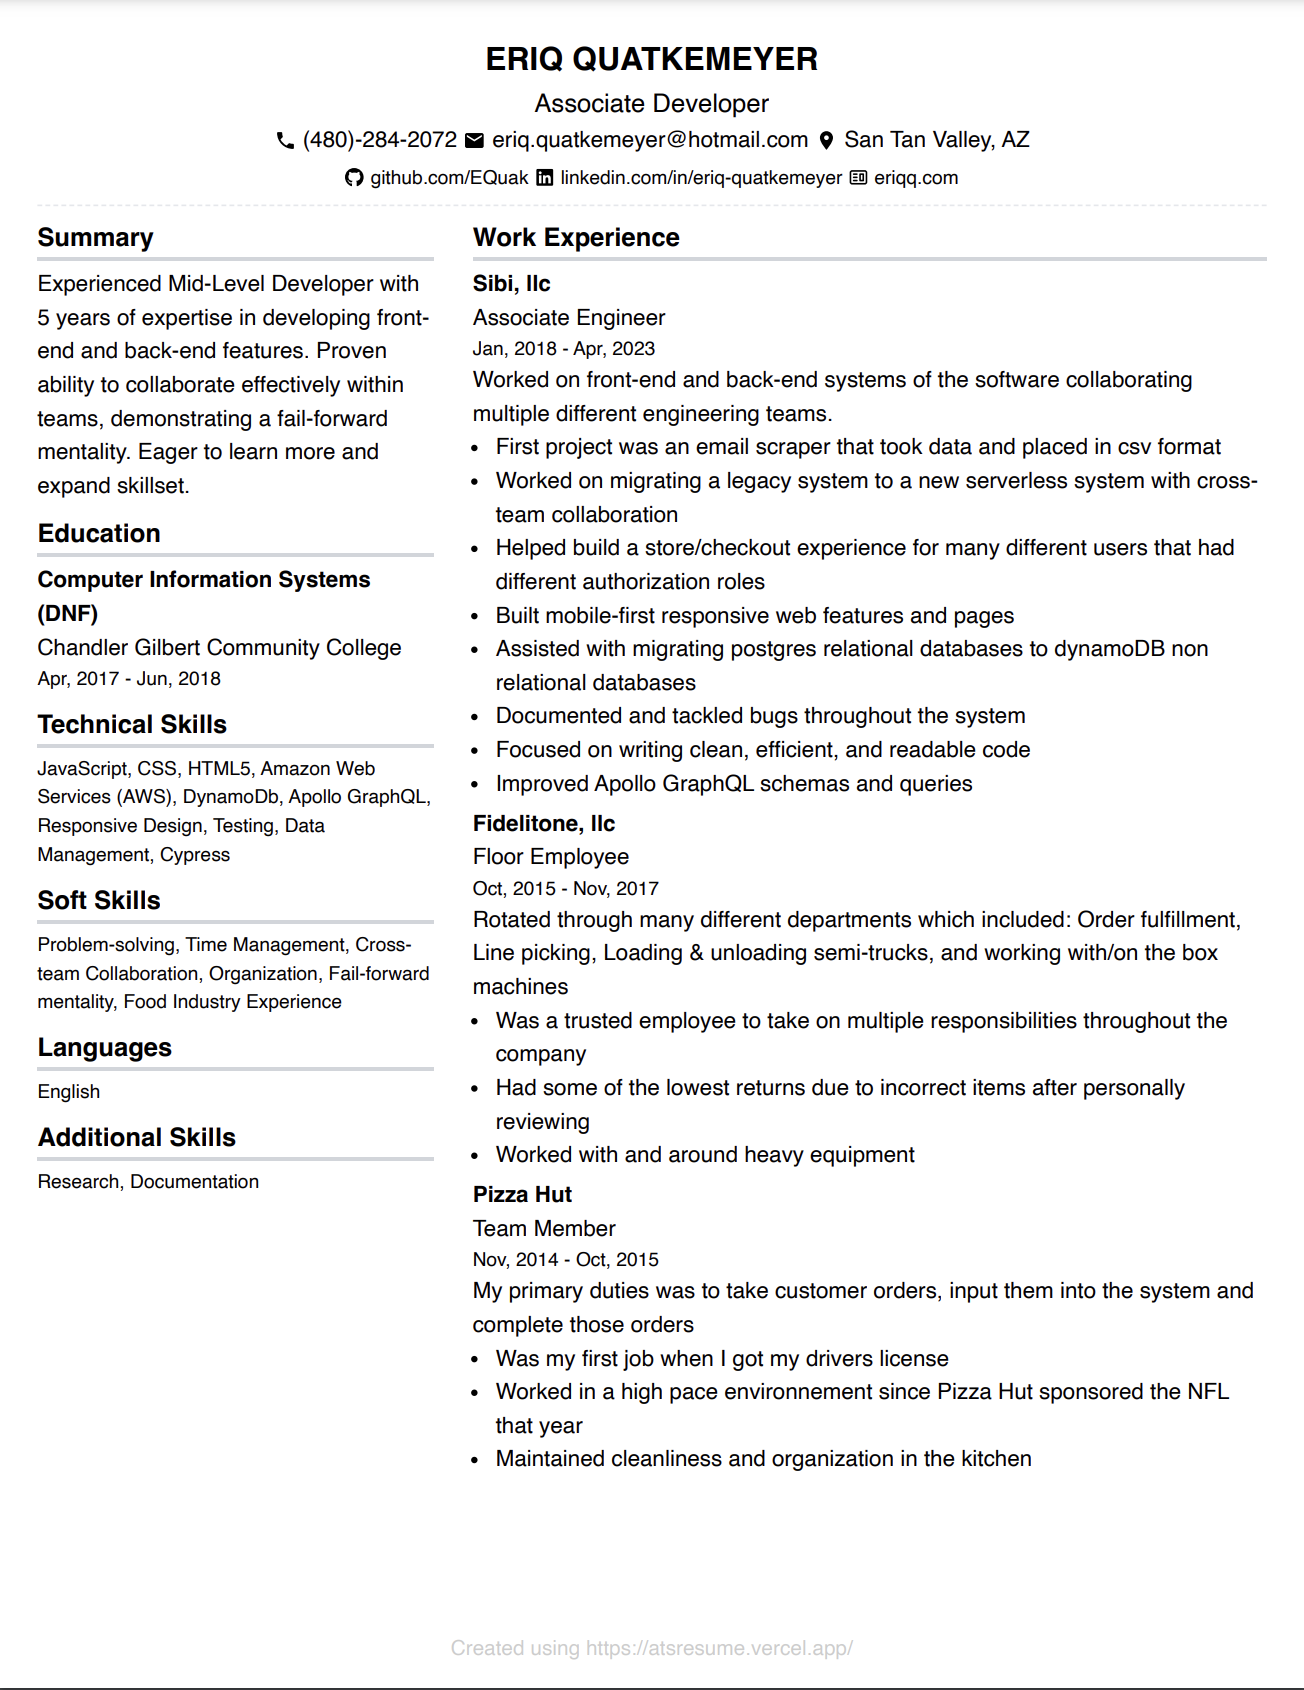 ERIQ QUATKEMEYER
Associate Developer
(480)-284-2072 eriq.quatkemeyer@hotmail.com San Tan Valley, AZ
github.com/EQuak linkedin.com/in/eriq-quatkemeyer eriqq.com
Summary
Experienced Mid-Level Developer with
5 years of expertise in developing front-
end and back-end features. Proven
ability to collaborate effectively within
teams, demonstrating a fail-forward
mentality. Eager to learn more and
expand skillset.
Education
Computer Information Systems
(DNF)
Chandler Gilbert Community College
Apr, 2017 - Jun, 2018
Technical Skills
JavaScript, CSS, HTML5, Amazon Web
Services (AWS), DynamoDb, Apollo GraphQL,
Responsive Design, Testing, Data
Management, Cypress
Soft Skills
Problem-solving, Time Management, Cross-
team Collaboration, Organization, Fail-forward
mentality, Food Industry Experience
Languages
English
Additional Skills
Research, Documentation
Work Experience
Sibi, llc
Associate Engineer
Jan, 2018 - Apr, 2023
Worked on front-end and back-end systems of the software collaborating
multiple different engineering teams.
• First project was an email scraper that took data and placed in csv format
• Worked on migrating a legacy system to a new serverless system with cross-
team collaboration
• Helped build a store/checkout experience for many different users that had
different authorization roles
• Built mobile-first responsive web features and pages
• Assisted with migrating postgres relational databases to dynamoDB non
relational databases
• Documented and tackled bugs throughout the system
• Focused on writing clean, efficient, and readable code
• Improved Apollo GraphQL schemas and queries
Fidelitone, llc
Floor Employee
Oct, 2015 - Nov, 2017
Rotated through many different departments which included: Order fulfillment,
Line picking, Loading & unloading semi-trucks, and working with/on the box
machines
• Was a trusted employee to take on multiple responsibilities throughout the
company
• Had some of the lowest returns due to incorrect items after personally
reviewing
• Worked with and around heavy equipment
Pizza Hut
Team Member
Nov, 2014 - Oct, 2015
My primary duties was to take customer orders, input them into the system and
complete those orders
• Was my first job when I got my drivers license
• Worked in a high pace environnement since Pizza Hut sponsored the NFL
that year
• Maintained cleanliness and organization in the kitchen
Created using https://atsresume.vercel.app/